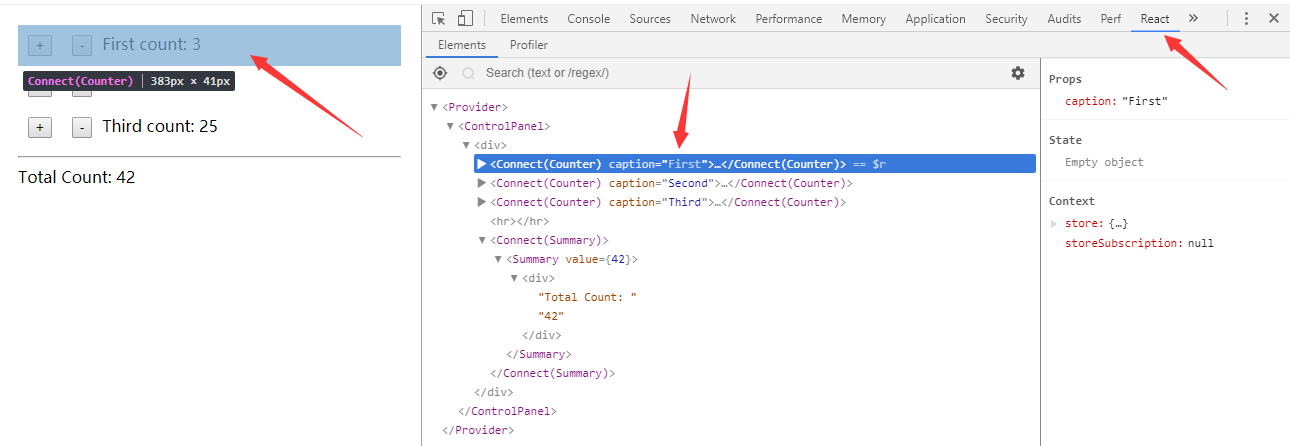 + - First count: 3
Connect(Counter) | 383px × 41px
+ - Third count: 25
Total Count: 42
Elements Console Sources Network Performance Memory Application Security Audits Perf React »
Elements Profiler
Search (text or /regex/)
<Provider>
<ControlPanel>
<div>
<Connect(Counter) caption="First">…</Connect(Counter)> == $r
<Connect(Counter) caption="Second">…</Connect(Counter)>
<Connect(Counter) caption="Third">…</Connect(Counter)>
<hr></hr>
<Connect(Summary)>
<Summary value={42}>
<div>
"Total Count: "
"42"
</div>
</Summary>
</Connect(Summary)>
</div>
</ControlPanel>
</Provider>
Props
caption: "First"
State
Empty object
Context
store: {…}
storeSubscription: null